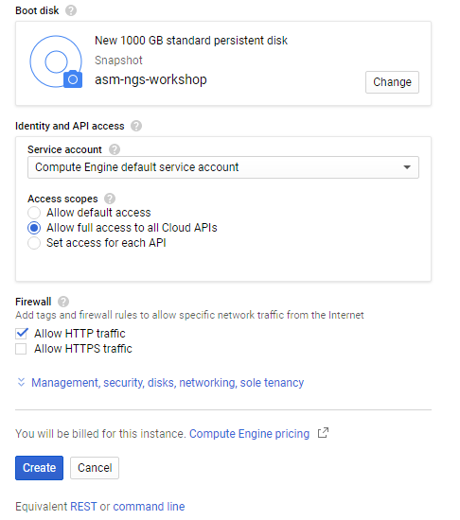 Boot disk
New 1000 GB standard persistent disk
Snapshot
asm-ngs-workshop
Change
Identity and API access
Service account
Compute Engine default service account
Access scopes
Allow default access
Allow full access to all Cloud APIs
Set access for each API
Firewall
Add tags and firewall rules to allow specific network traffic from the Internet
Allow HTTP traffic
Allow HTTPS traffic
Management, security, disks, networking, sole tenancy
You will be billed for this instance. Compute Engine pricing
Create Cancel
Equivalent REST or command line